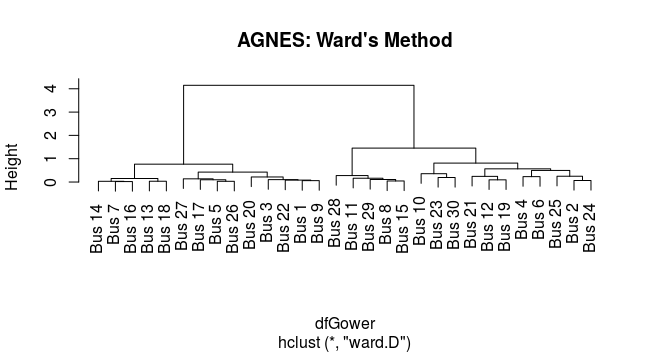 AGNES: Ward's Method
Height
4
3
2
1
0
Bus 14
Bus 7
Bus 16
Bus 13
Bus 18
Bus 27
Bus 17
Bus 5
Bus 26
Bus 20
Bus 3
Bus 22
Bus 1
Bus 9
Bus 28
Bus 11
Bus 29
Bus 8
Bus 15
Bus 10
Bus 23
Bus 30
Bus 21
Bus 12
Bus 19
Bus 4
Bus 6
Bus 25
Bus 2
Bus 24
dfGower
hclust (*, "ward.D")